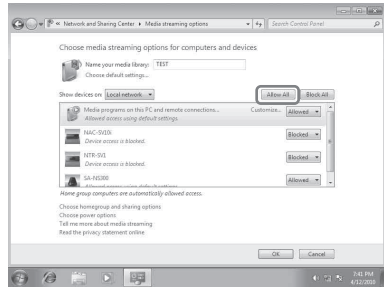 « Network and Sharing Center ▸ Media streaming options
Search Control Panel
Choose media streaming options for computers and devices
Name your media library: TEST
Choose default settings...
Show devices on: Local network
Allow All Block All
Media programs on this PC and remote connections... Customize... Allowed
Allowed access using default settings.
NAC-SV10i Blocked
Device access is blocked.
NTR-SV1 Blocked
Device access is blocked.
SA-NS300 Allowed
Allowed access using default settings.
Home group computers are automatically allowed access.
Choose homegroup and sharing options
Choose power options
Tell me more about media streaming
Read the privacy statement online
OK Cancel
7:41 PM
4/12/2010